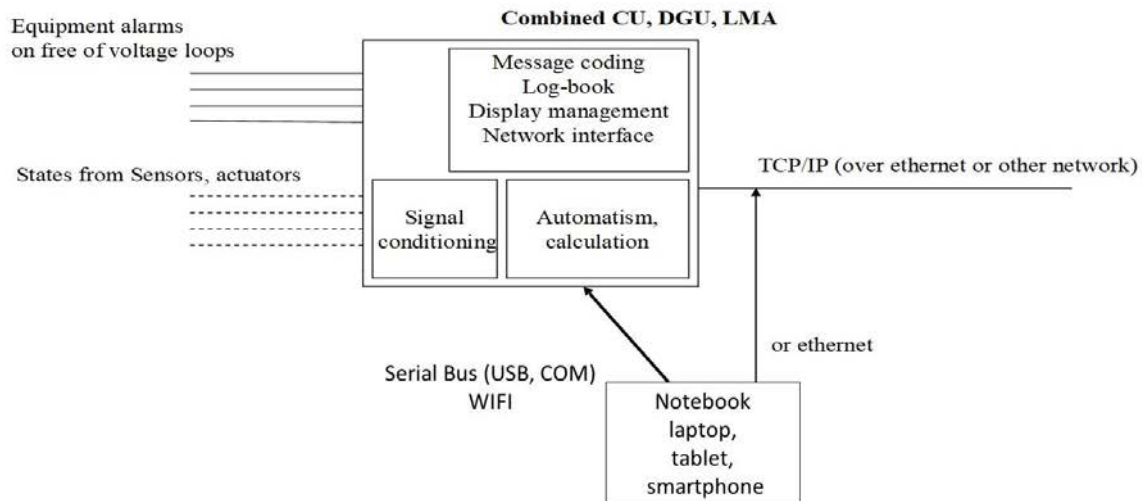 Combined CU, DGU, LMA
Equipment alarms
on free of voltage loops
Message coding
Log-book
Display management
Network interface
TCP/IP (over ethernet or other network)
States from Sensors, actuators
Signal
conditioning
Automatism,
calculation
or ethernet
Serial Bus (USB, COM)
WIFI
Notebook
laptop,
tablet,
smartphone